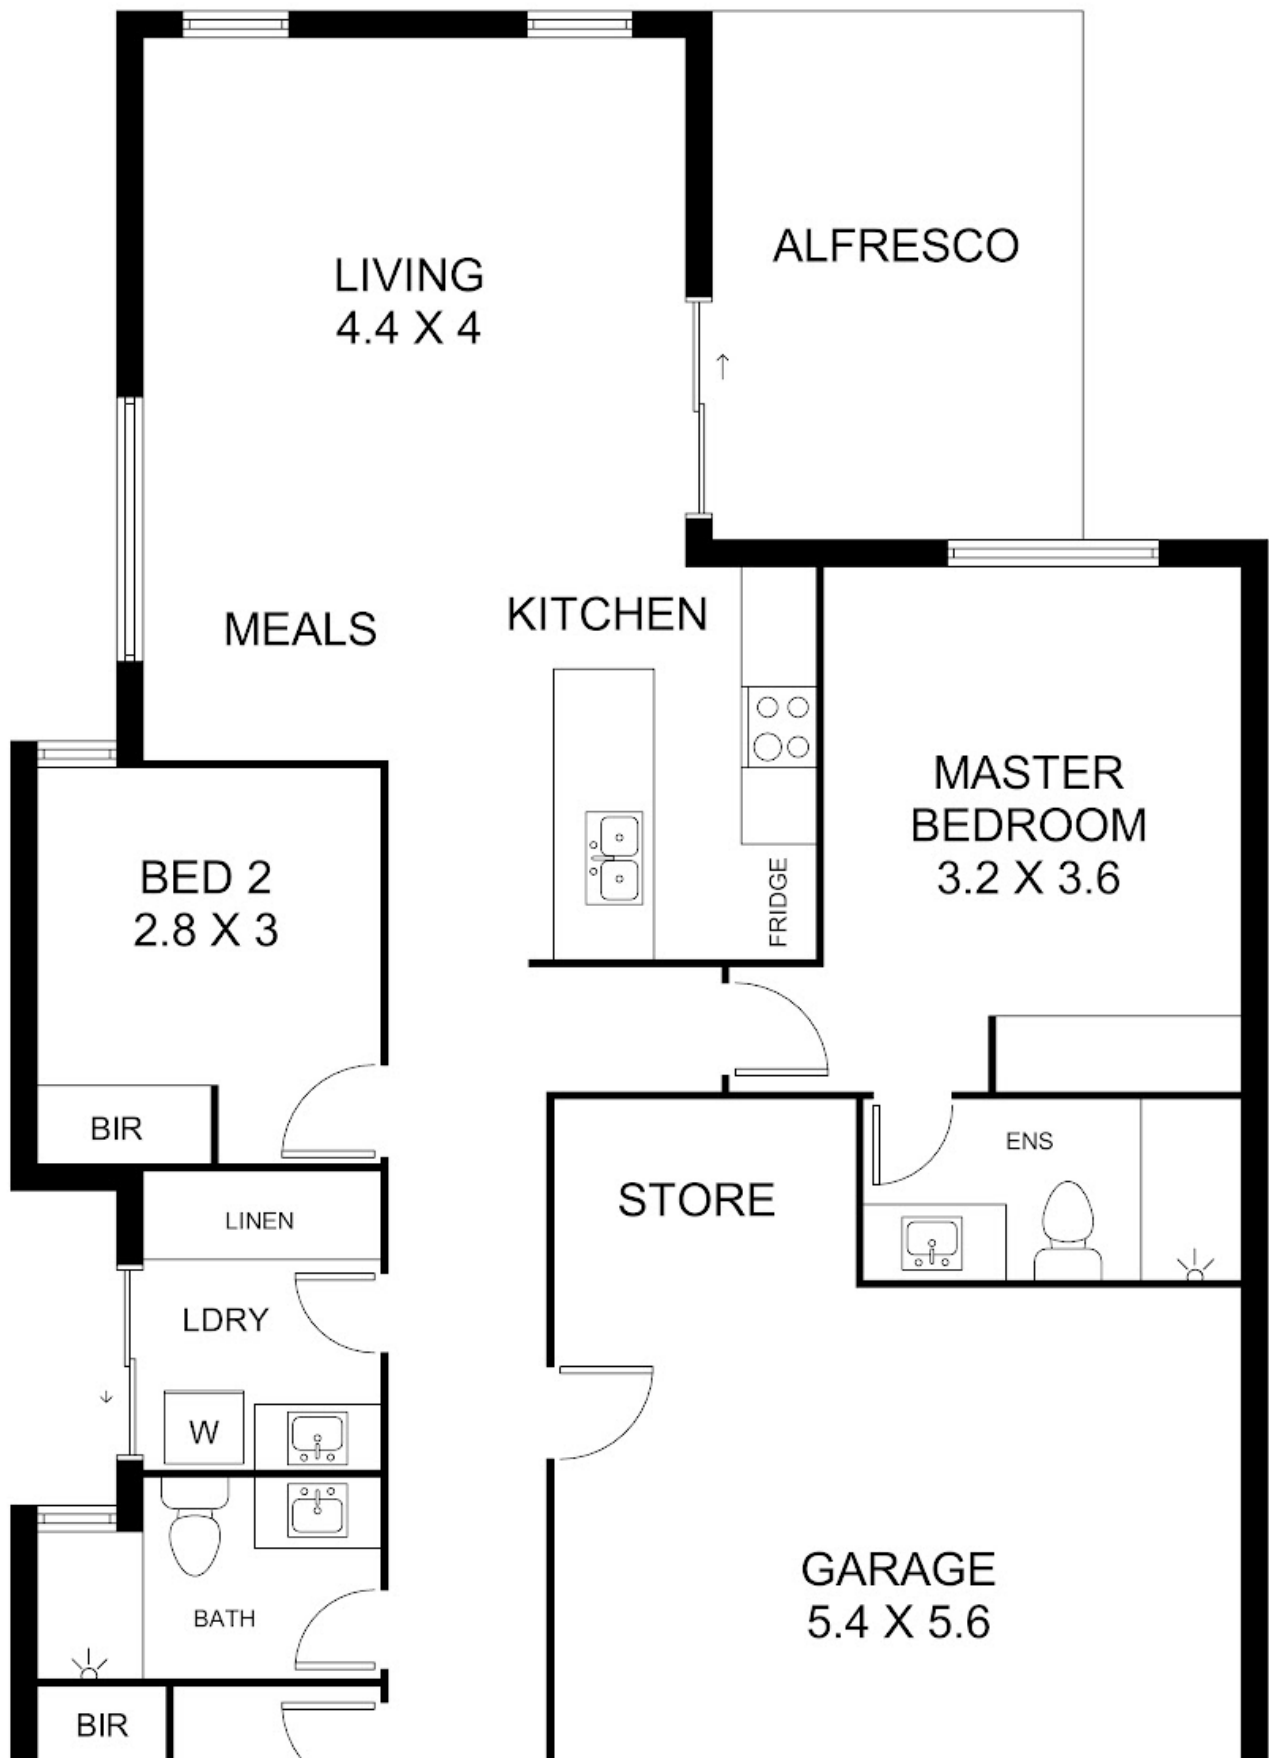 ALFRESCO
LIVING
4.4 X 4
KITCHEN
MEALS
MASTER
BEDROOM
3.2 X 3.6
BED 2
2.8 X 3
FRIDGE
BIR
ENS
STORE
LINEN
LDRY
W
GARAGE
5.4 X 5.6
BATH
BIR